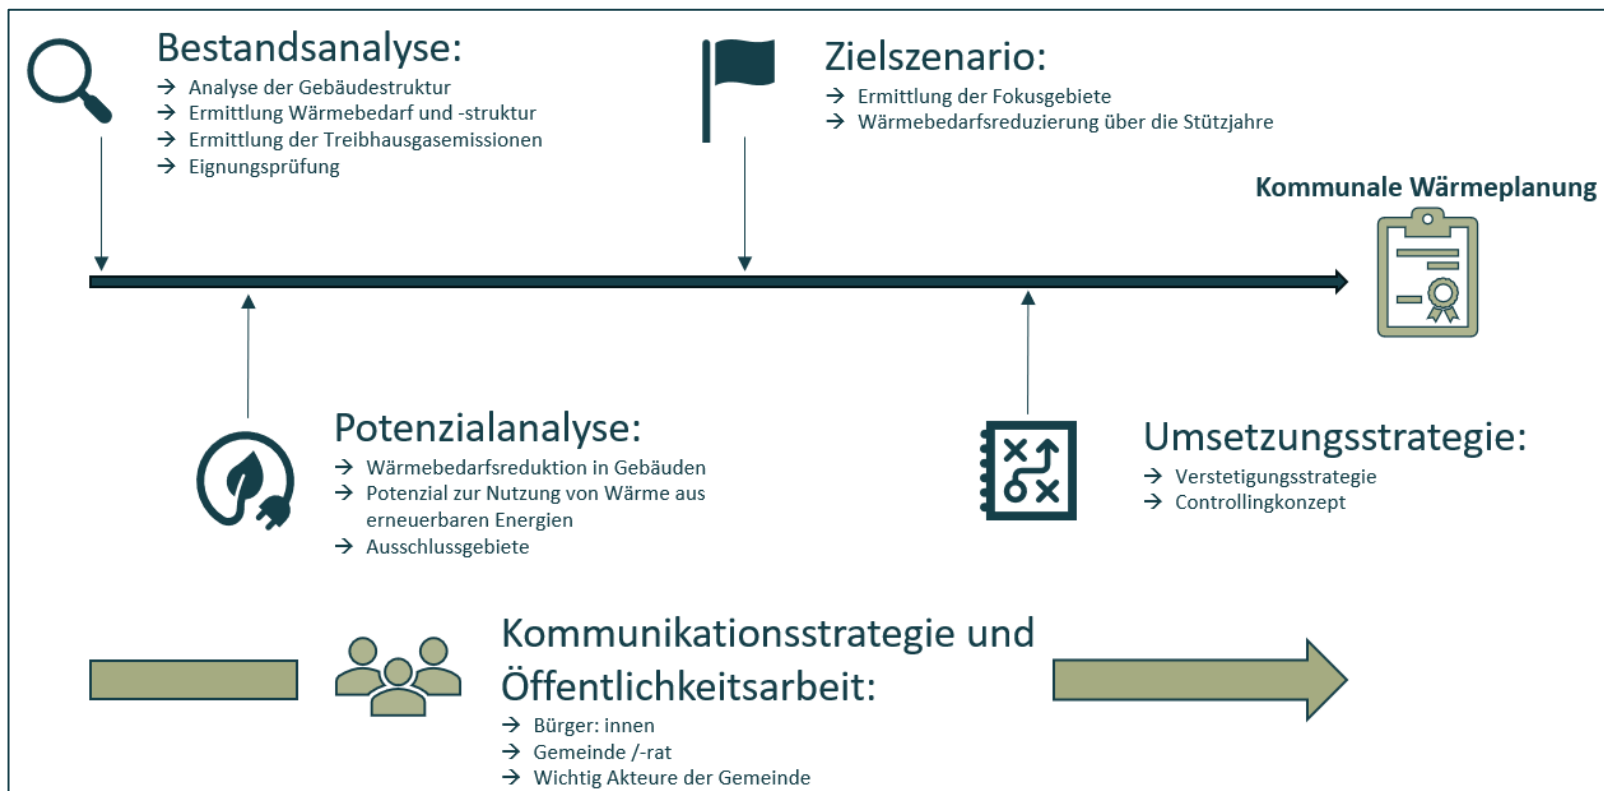 Bestandsanalyse:
→ Analyse der Gebäudestruktur
→ Ermittlung Wärmebedarf und -struktur
→ Ermittlung der Treibhausgasemissionen
→ Eignungsprüfung
Zielszenario:
→ Ermittlung der Fokusgebiete
→ Wärmebedarfsreduzierung über die Stützjahre
Kommunale Wärmeplanung
Potenzialanalyse:
→ Wärmebedarfsreduktion in Gebäuden
→ Potenzial zur Nutzung von Wärme aus
erneuerbaren Energien
→ Ausschlussgebiete
Umsetzungsstrategie:
→ Verstetigungsstrategie
→ Controllingkonzept
Kommunikationsstrategie und
Öffentlichkeitsarbeit:
→ Bürger: innen
→ Gemeinde /-rat
→ Wichtig Akteure der Gemeinde